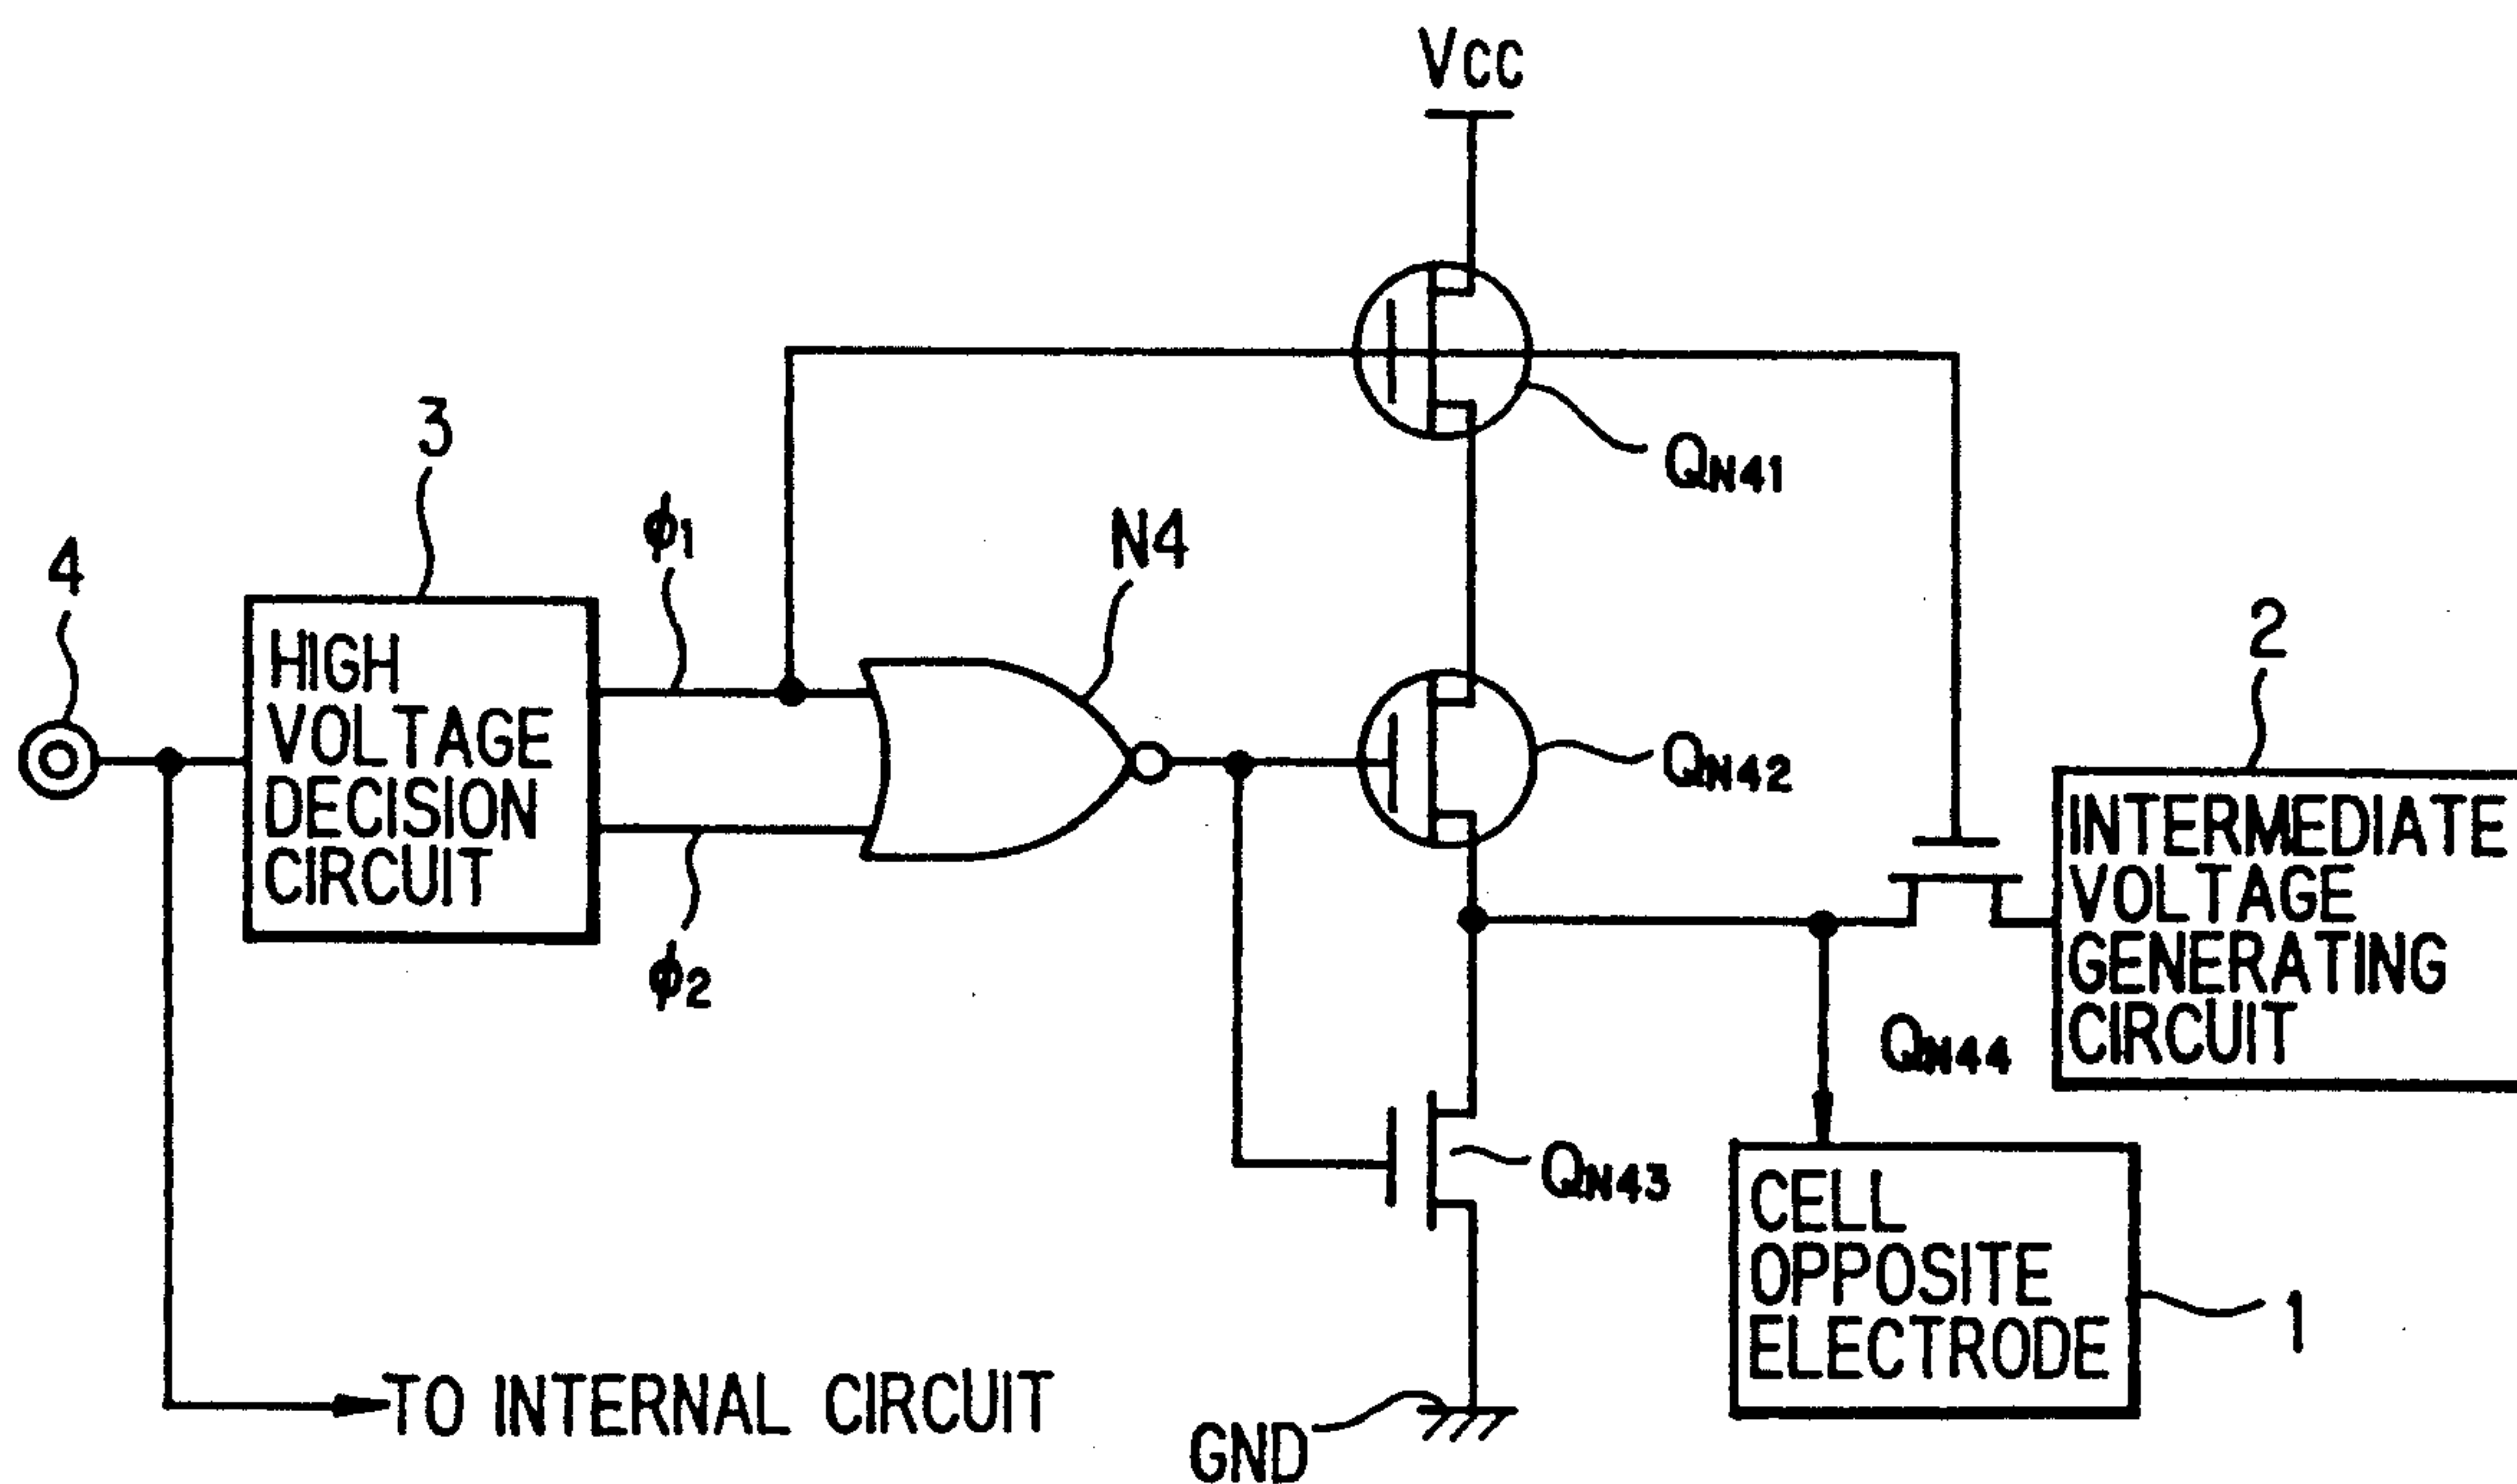 VCC
3
QN41
4
φ1
N4
HIGH
VOLTAGE
DECISION
CIRCUIT
2
QN42
INTERMEDIATE
VOLTAGE
GENERATING
CIRCUIT
φ2
QN44
QN43
CELL
OPPOSITE
ELECTRODE
1
TO INTERNAL CIRCUIT
GND